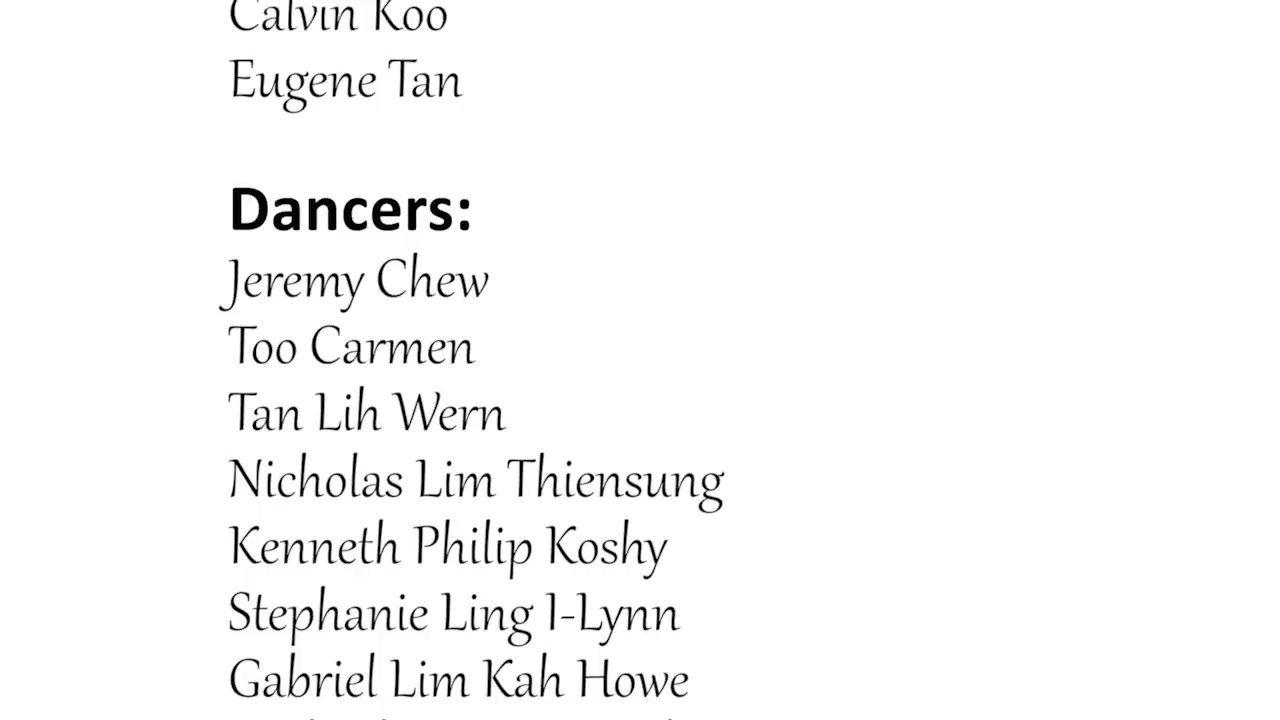 Calvin Koo
Eugene Tan
Dancers:
Jeremy Chew
Too Carmen
Tan Lih Wern
Nicholas Lim Thiensung
Kenneth Philip Koshy
Stephanie Ling I-Lynn
Gabriel Lim Kah Howe